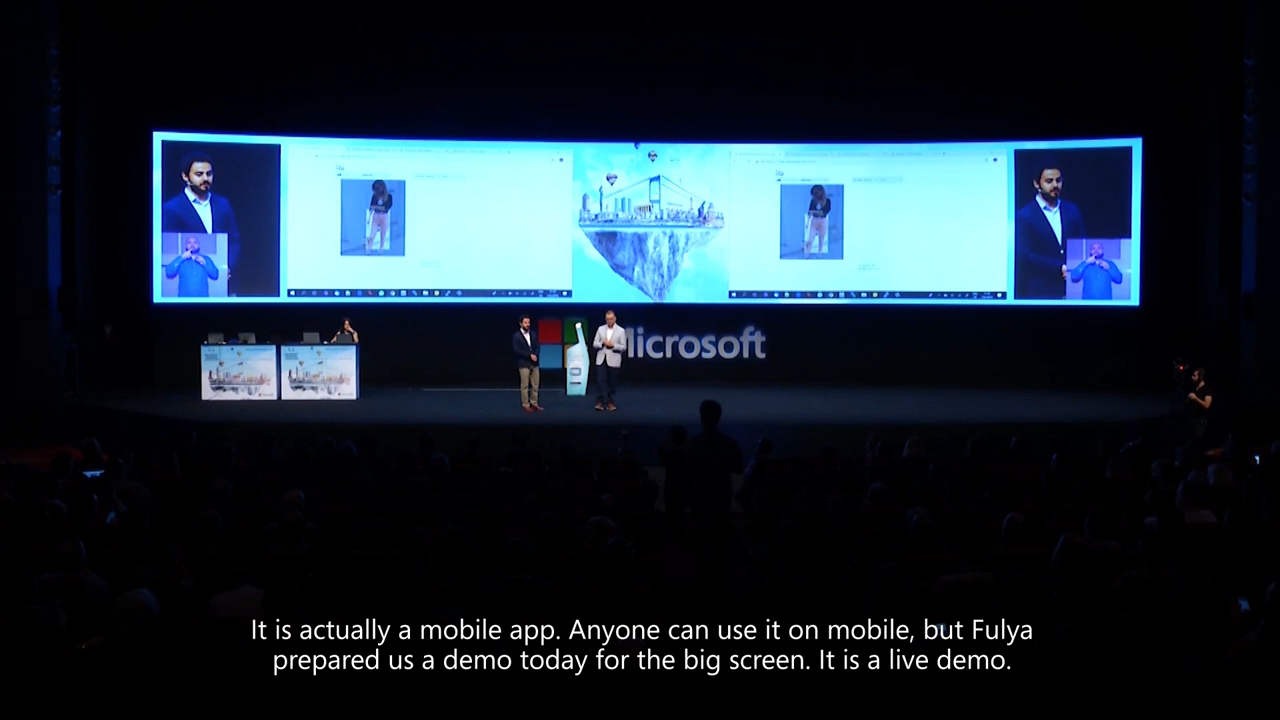 Microsoft
It is actually a mobile app. Anyone can use it on mobile, but Fulya
prepared us a demo today for the big screen. It is a live demo.